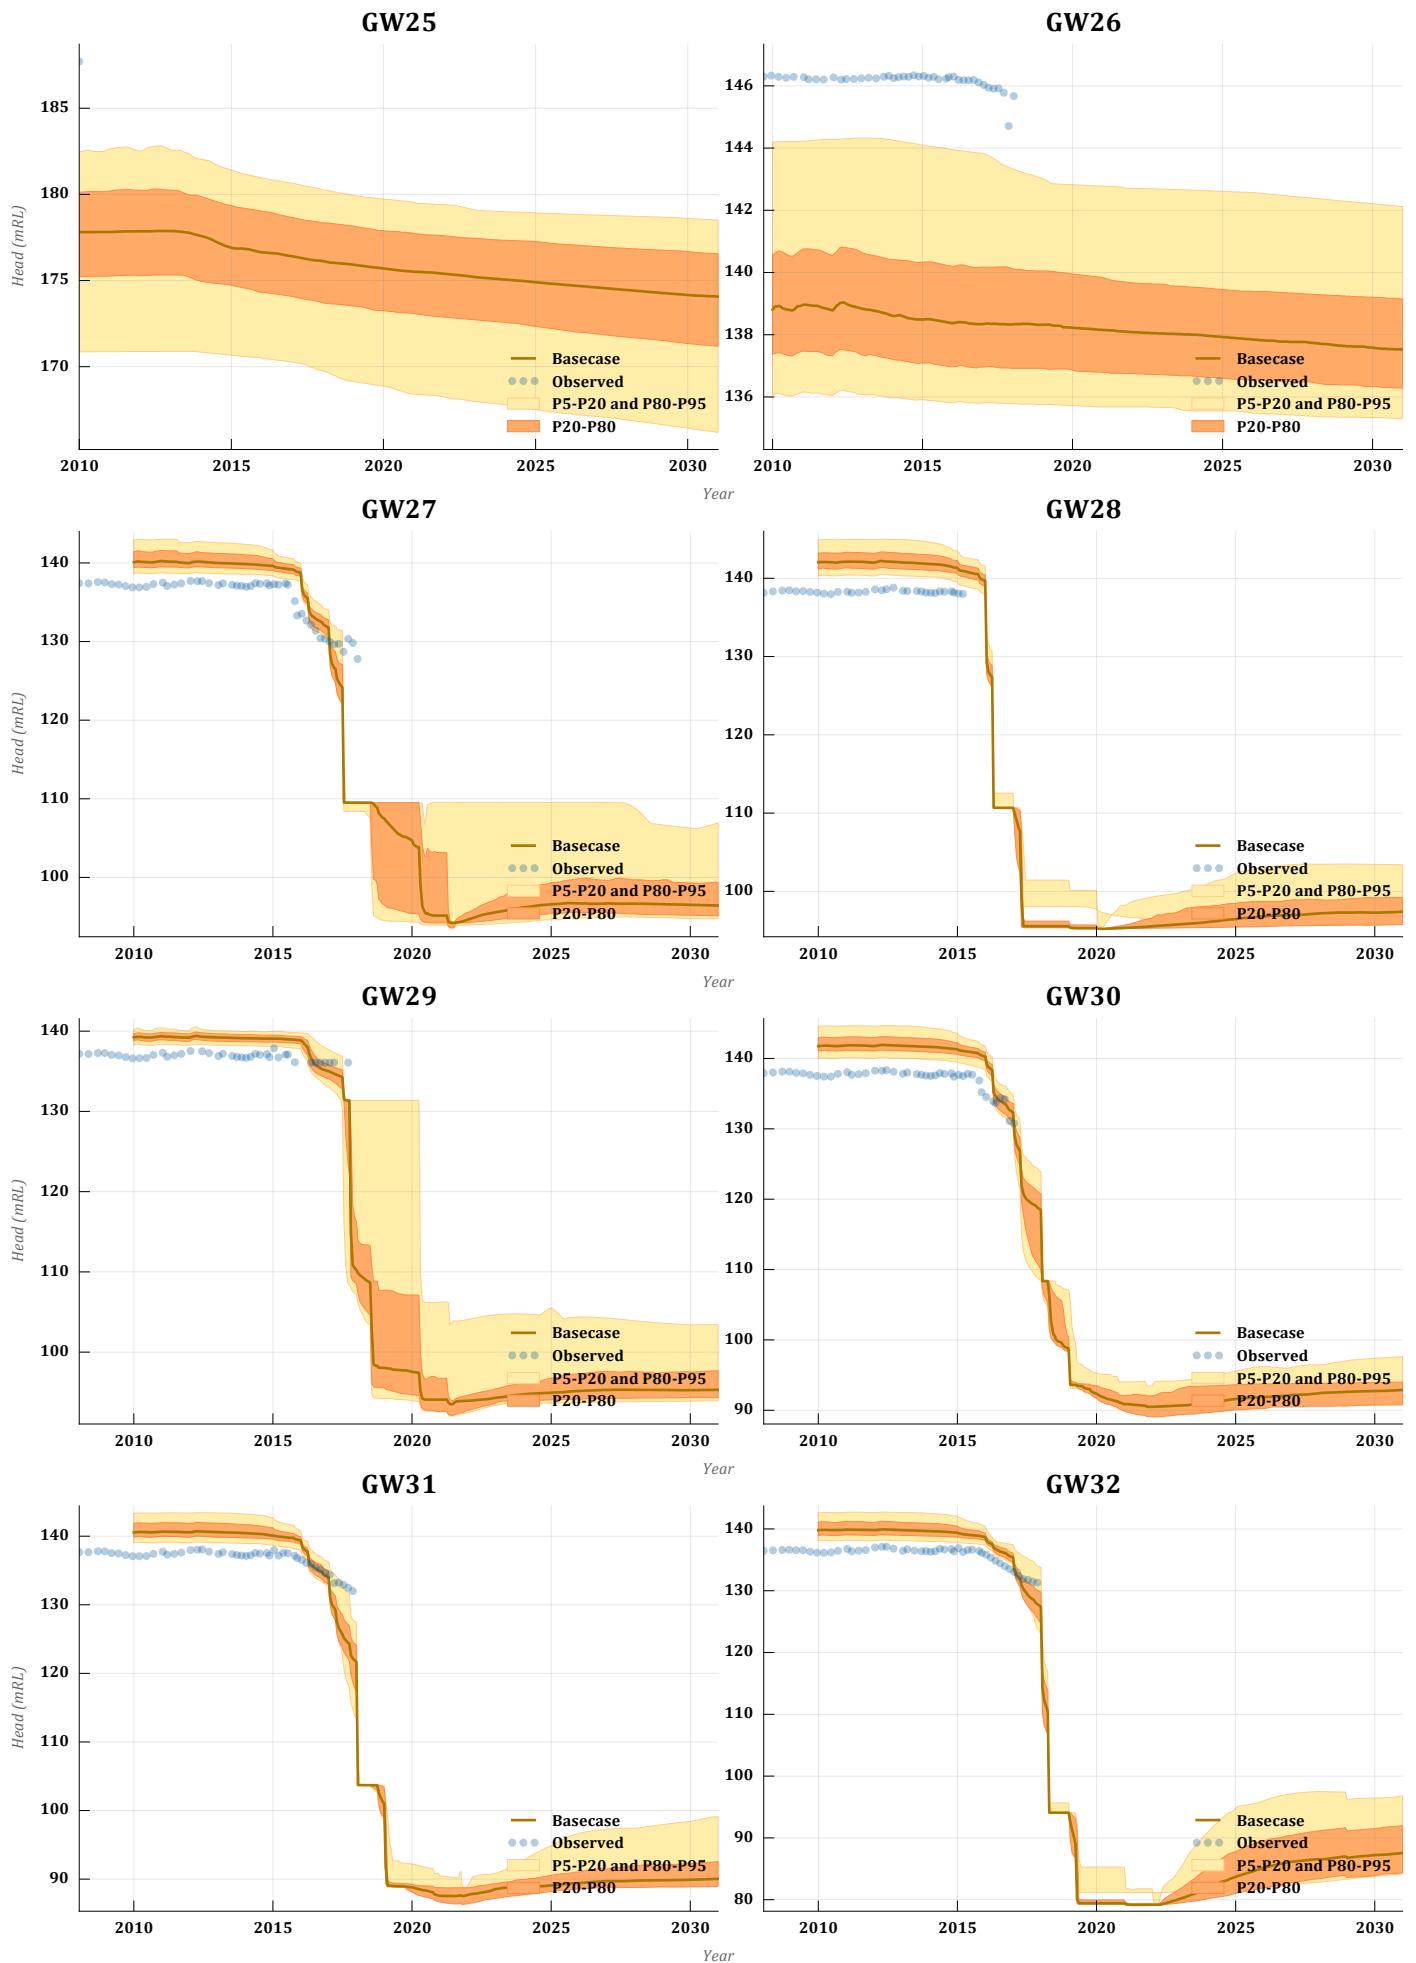 GW25
GW26
Head (mRL)
185
180
175
170
Basecase
Observed
P5-P20 and P80-P95
P20-P80
2010
2015
2020
2025
2030
146
144
142
140
138
136
Basecase
Observed
P5-P20 and P80-P95
P20-P80
2010
2015
2020
2025
2030
Year
GW27
GW28
Head (mRL)
140
130
120
110
100
Basecase
Observed
P5-P20 and P80-P95
P20-P80
2010
2015
2020
2025
2030
140
130
120
110
100
Basecase
Observed
P5-P20 and P80-P95
P20-P80
2010
2015
2020
2025
2030
Year
GW29
GW30
Head (mRL)
140
130
120
110
100
Basecase
Observed
P5-P20 and P80-P95
P20-P80
2010
2015
2020
2025
2030
140
130
120
110
100
90
Basecase
Observed
P5-P20 and P80-P95
P20-P80
2010
2015
2020
2025
2030
Year
GW31
GW32
Head (mRL)
140
130
120
110
100
90
Basecase
Observed
P5-P20 and P80-P95
P20-P80
2010
2015
2020
2025
2030
140
130
120
110
100
90
80
Basecase
Observed
P5-P20 and P80-P95
P20-P80
2010
2015
2020
2025
2030
Year